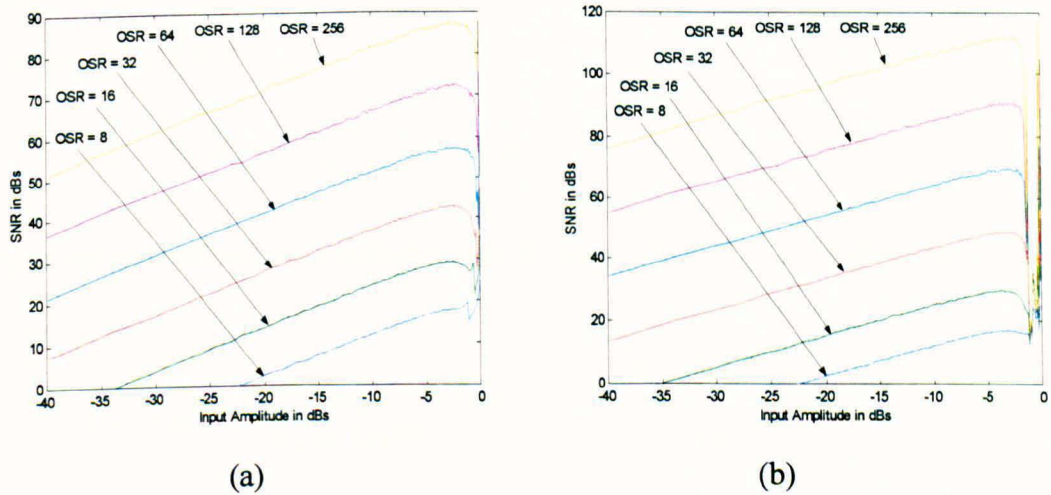 90
80
70
60
50
40
30
20
10
0
SNR in dBs
OSR = 64
OSR = 128
OSR = 256
OSR = 32
OSR = 16
OSR = 8
-40
-35
-30
-25
-20
-15
-10
-5
0
Input Amplitude in dBs
(a)
120
100
80
60
40
20
0
SNR in dBs
OSR = 64
OSR = 128
OSR = 256
OSR = 32
OSR = 16
OSR = 8
-40
-35
-30
-25
-20
-15
-10
-5
0
Input Amplitude in dBs
(b)